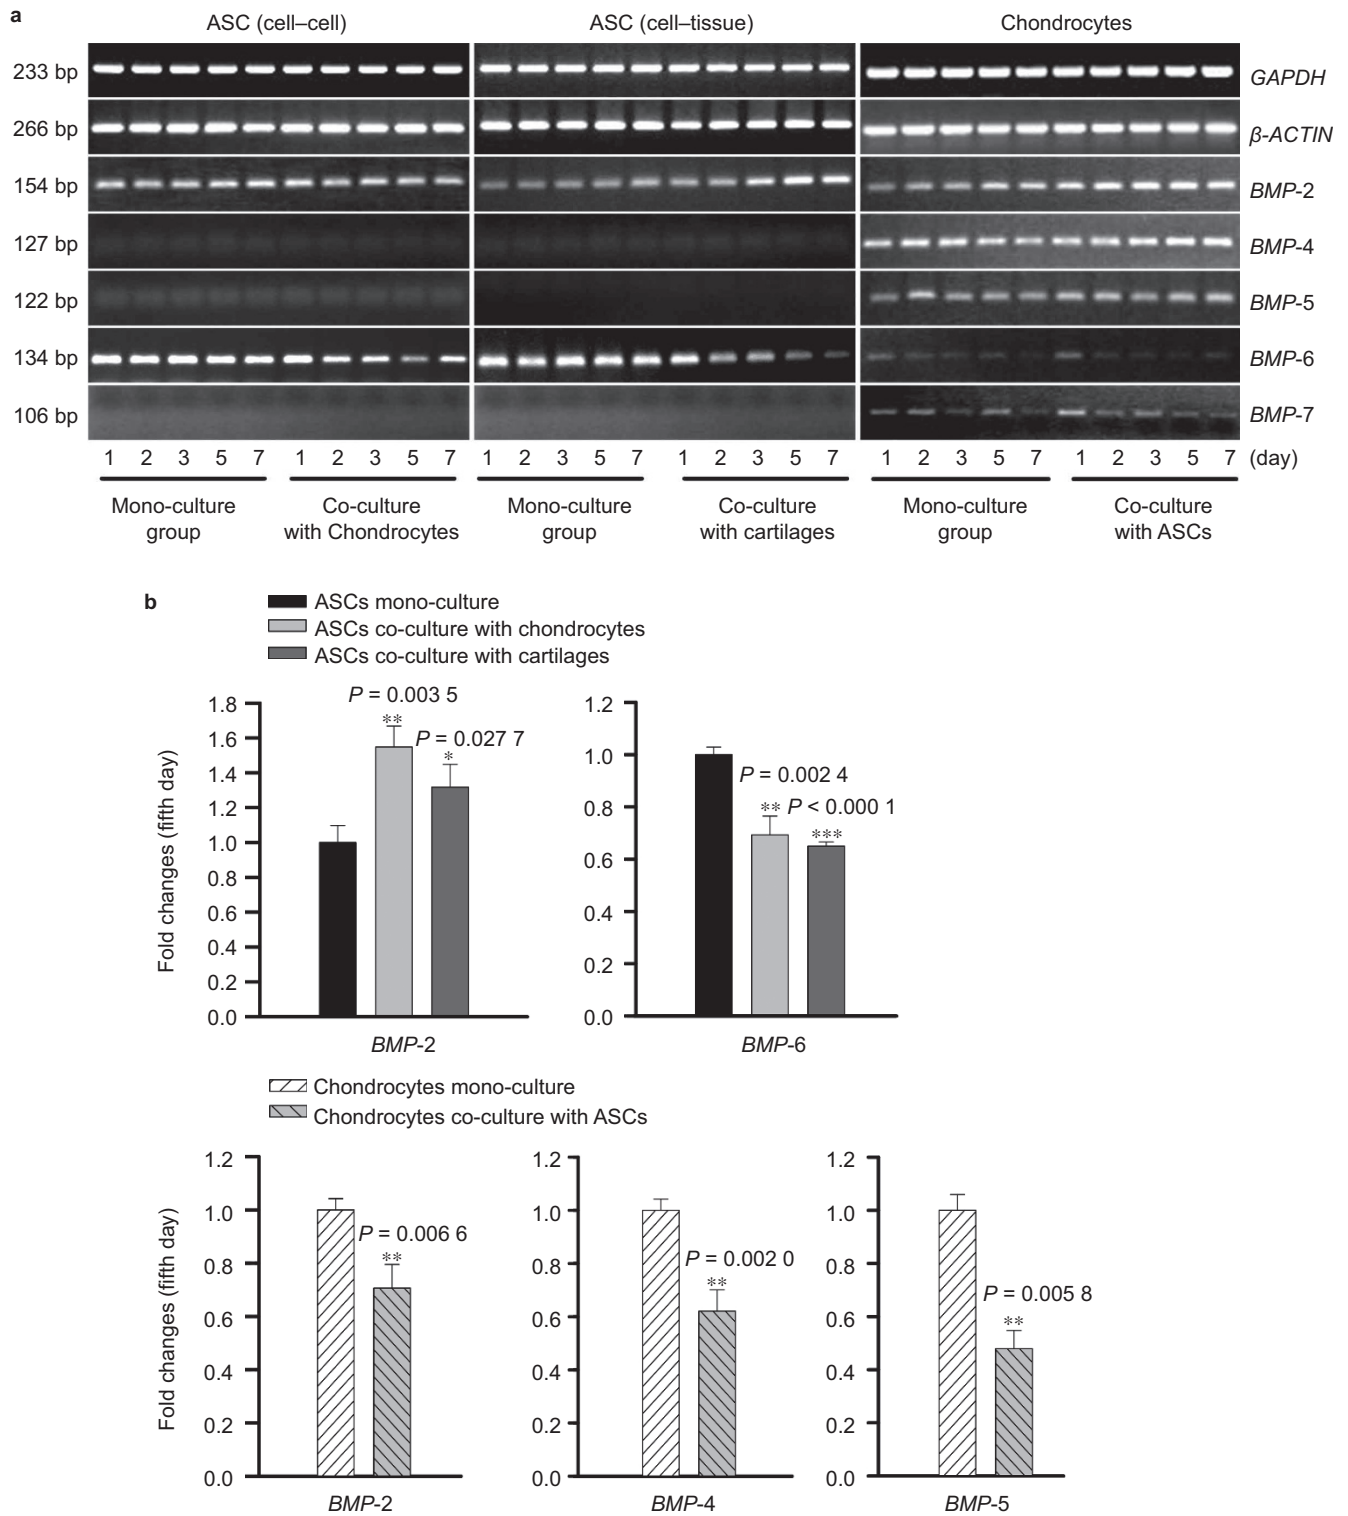 a
ASC (cell–cell)
ASC (cell–tissue)
Chondrocytes
233 bp
GAPDH
266 bp
β-ACTIN
154 bp
BMP-2
127 bp
BMP-4
122 bp
BMP-5
134 bp
BMP-6
106 bp
BMP-7
1 2 3 5 7 1 2 3 5 7 1 2 3 5 7 1 2 3 5 7 1 2 3 5 7 1 2 3 5 7 (day)
Mono-culture
group
Co-culture
with Chondrocytes
Mono-culture
group
Co-culture
with cartilages
Mono-culture
group
Co-culture
with ASCs
b
ASCs mono-culture
ASCs co-culture with chondrocytes
ASCs co-culture with cartilages
Fold changes (fifth day)
1.8
1.6
1.4
1.2
1.0
0.8
0.6
0.4
0.2
0.0
P = 0.003 5
**
P = 0.027 7
*
BMP-2
1.2
1.0
0.8
0.6
0.4
0.2
0.0
P = 0.002 4
**
P < 0.000 1
***
BMP-6
Chondrocytes mono-culture
Chondrocytes co-culture with ASCs
Fold changes (fifth day)
1.2
1.0
0.8
0.6
0.4
0.2
0.0
P = 0.006 6
**
BMP-2
1.2
1.0
0.8
0.6
0.4
0.2
0.0
P = 0.002 0
**
BMP-4
1.2
1.0
0.8
0.6
0.4
0.2
0.0
P = 0.005 8
**
BMP-5